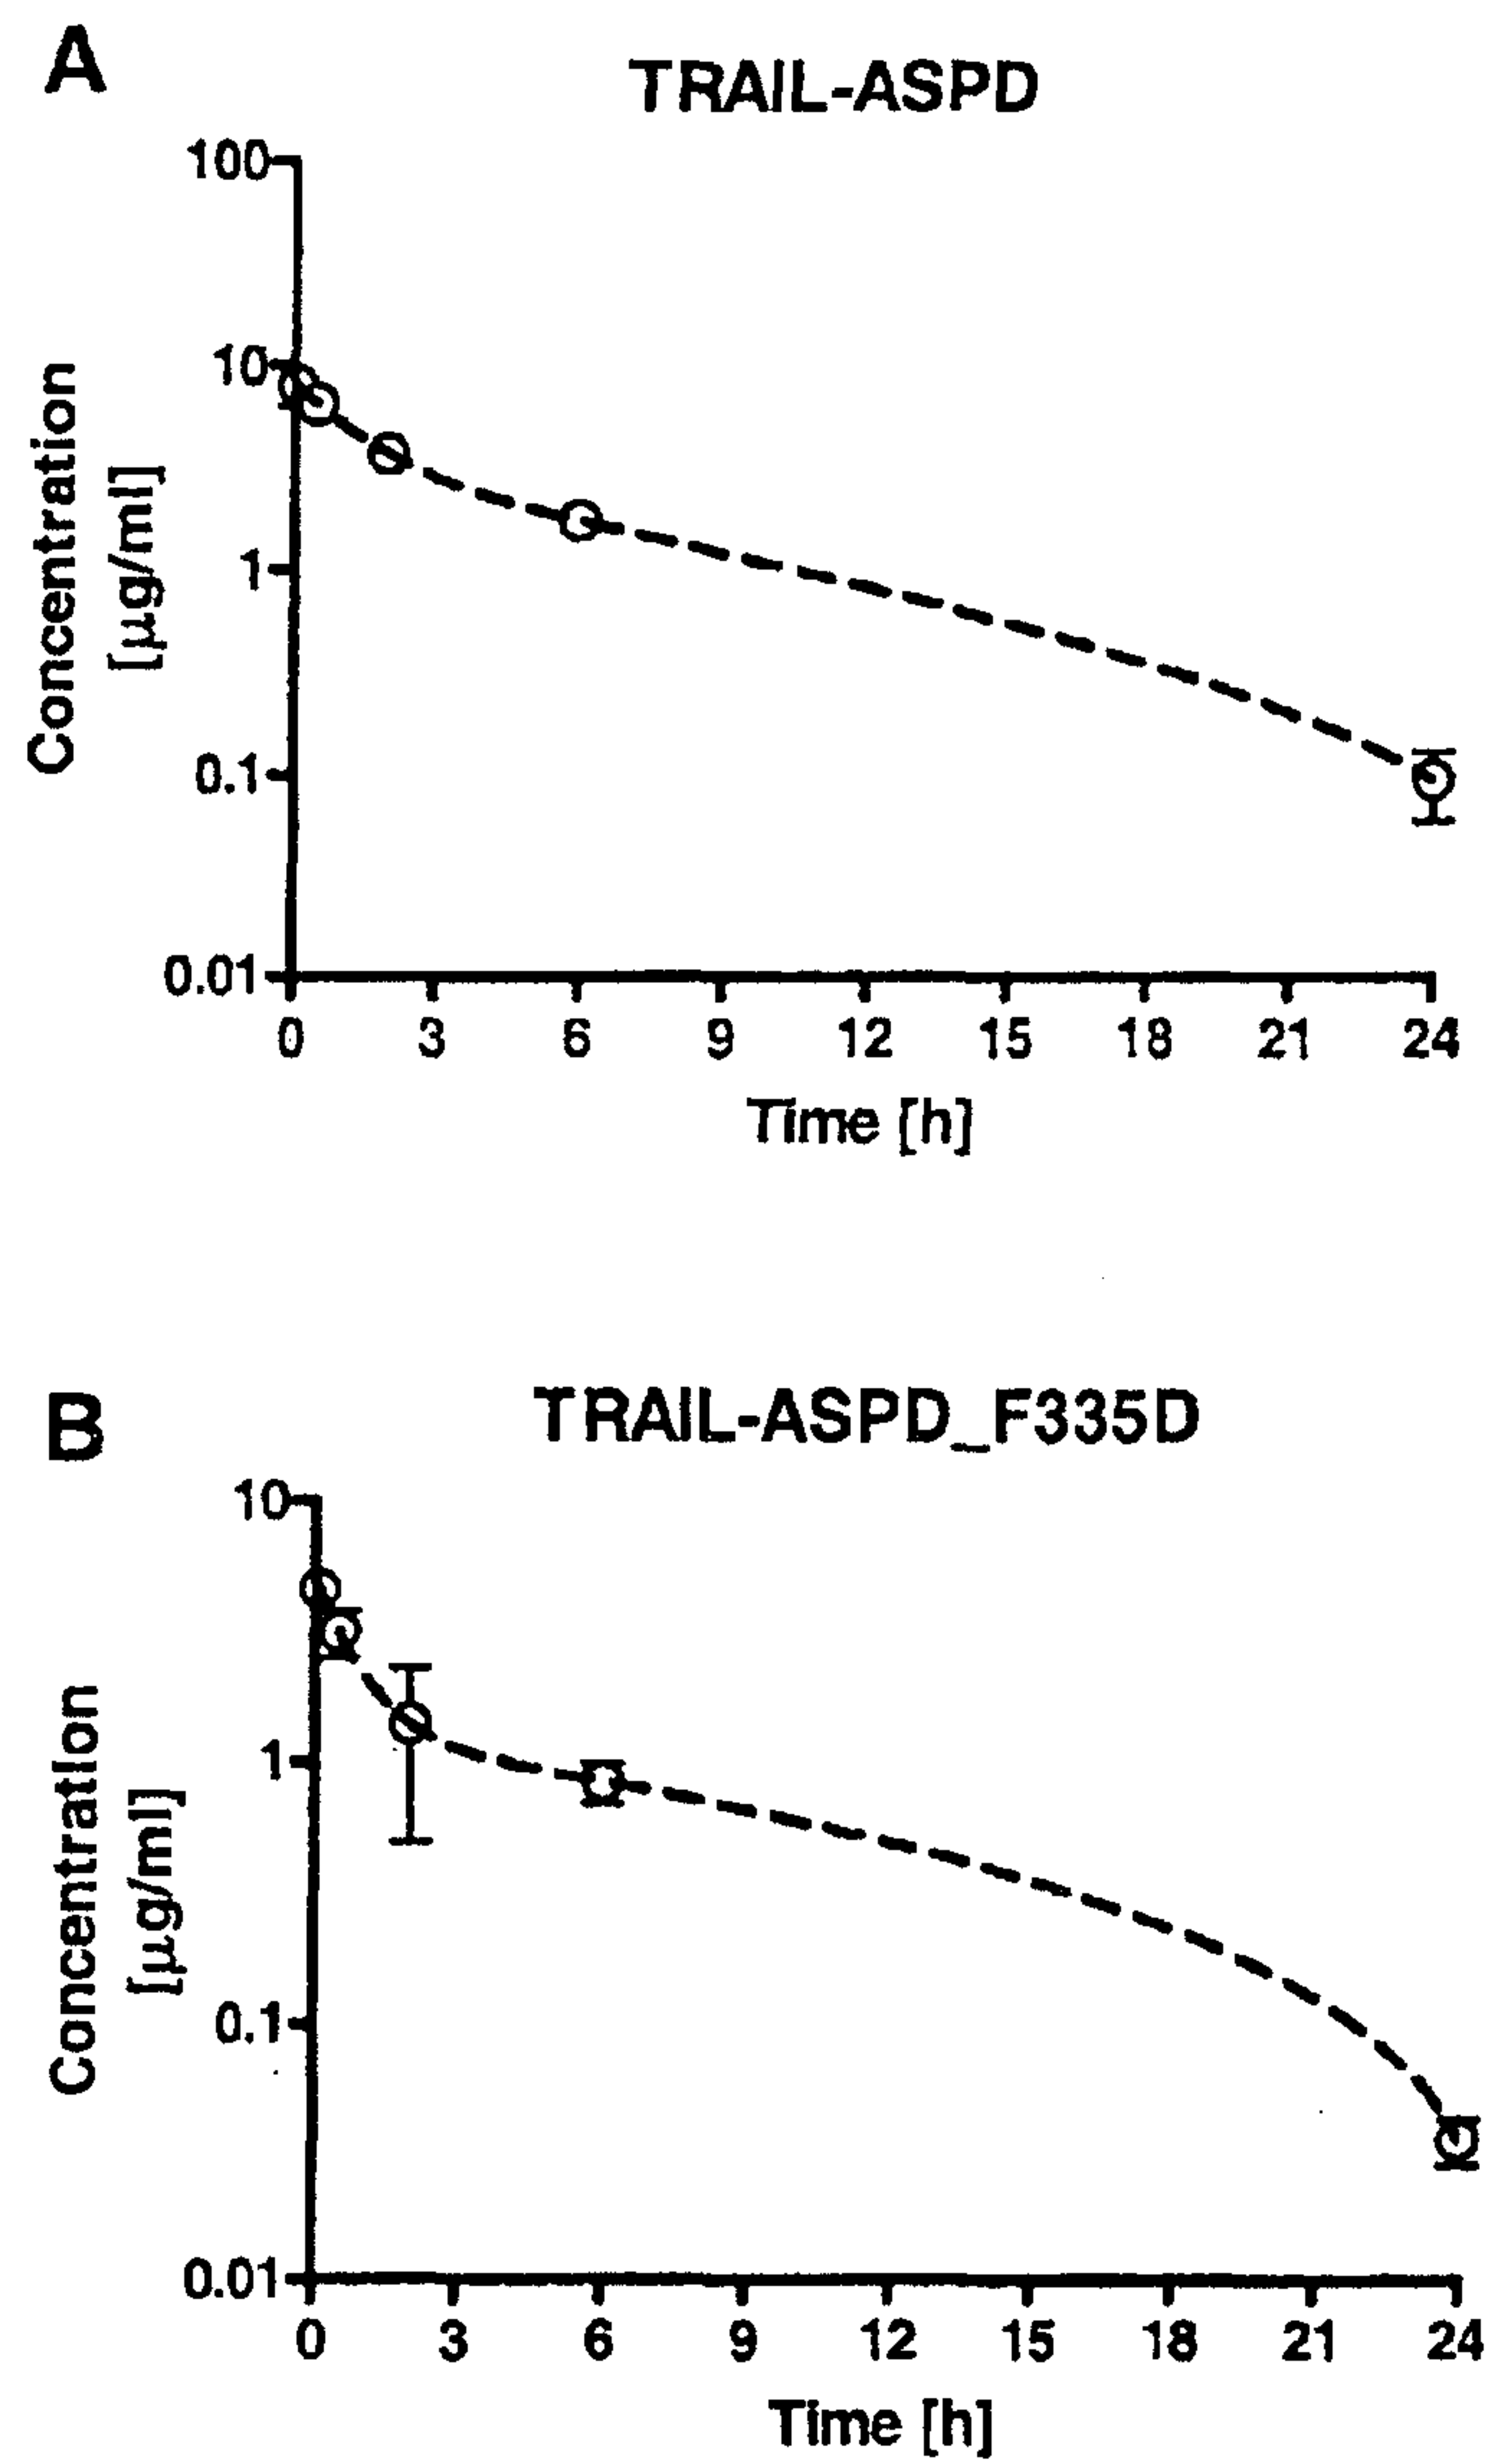 A
TRAIL-ASPD
100
10
1
0.1
0.01
Concentration
[µg/ml]
0 3 6 9 12 15 18 21 24
Time [h]
B
TRAIL-ASPD_F335D
10
1
0.1
0.01
Concentration
[µg/ml]
0 3 6 9 12 15 18 21 24
Time [h]